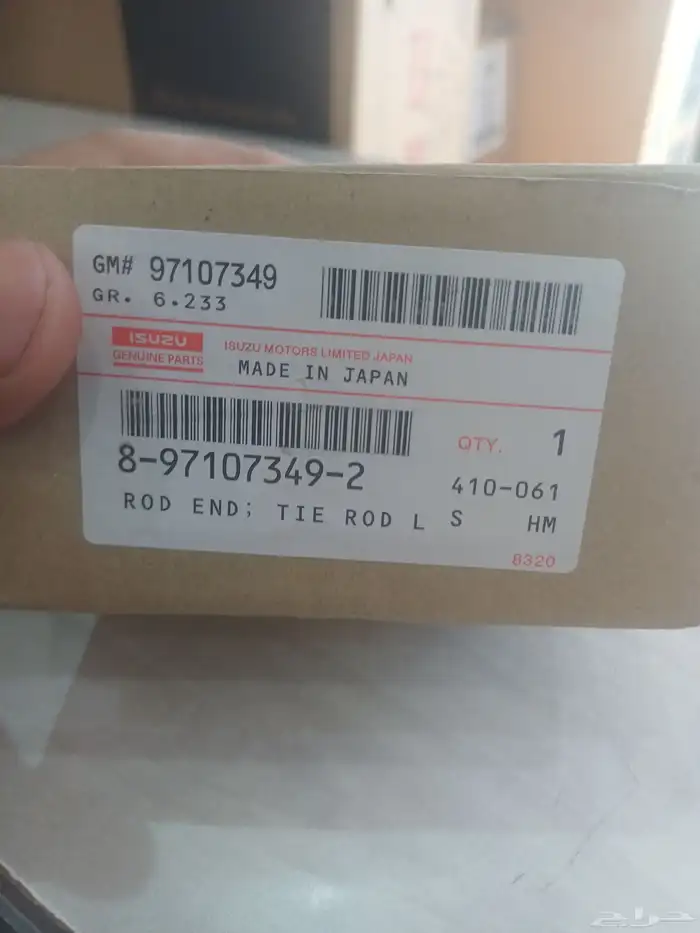 GM# 97107349
GR. 6.233
ISUZU
GENUINE PARTS
ISUZU MOTORS LIMITED JAPAN
MADE IN JAPAN
8-97107349-2
QTY. 1
410-061
ROD END; TIE ROD L S HM
8320
حراج